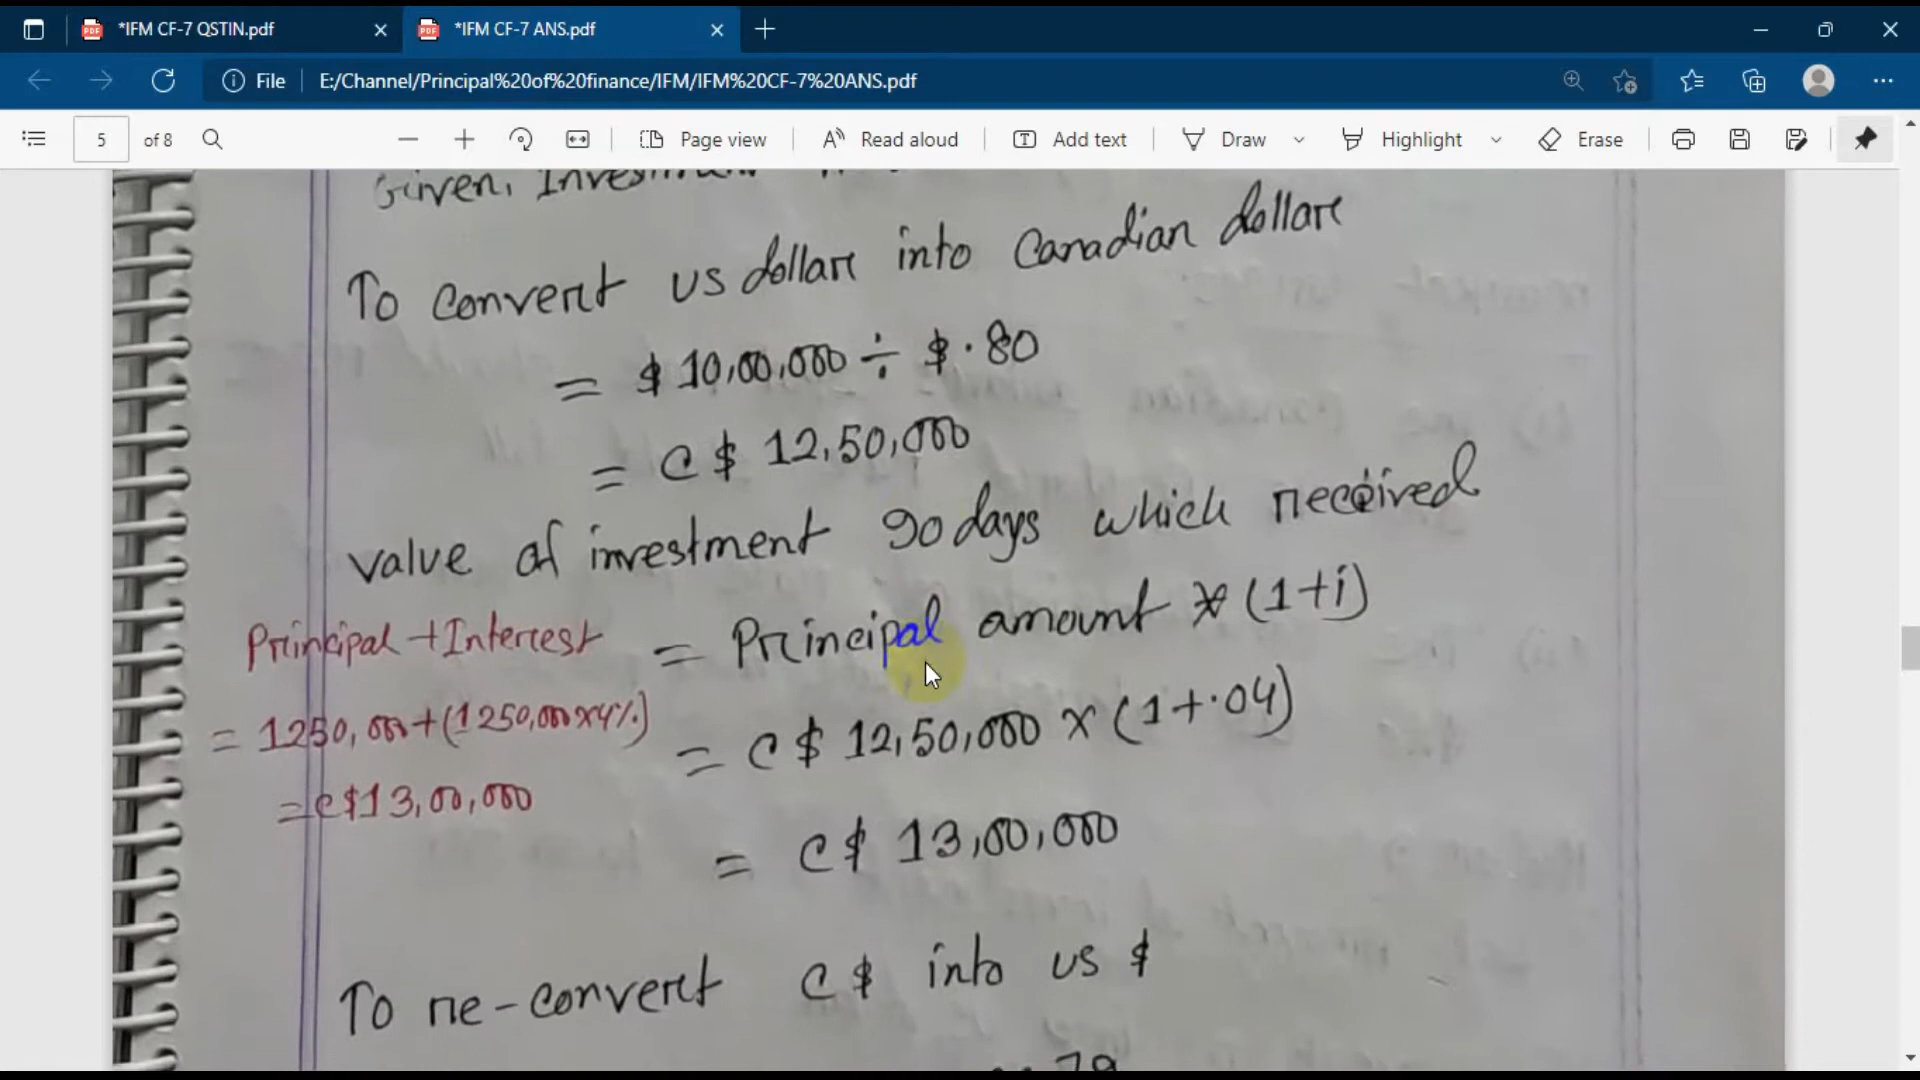 *IFM CF-7 QSTIN.pdf
*IFM CF-7 ANS.pdf
File
E:/Channel/Principal%20of%20finance/IFM/IFM%20CF-7%20ANS.pdf
5 of 8
Page view
Read aloud
Add text
Draw
Highlight
Erase
Given, Investment
To convert us dollar into Canadian dollar
= $ 10,00,000 ÷ $ .80
= C $ 12,50,000
value of investment 90 days which received
= Principal amount * (1+i)
= C $ 12,50,000 × (1+.04)
= C $ 13,00,000
Principal + Interest
= 1250,000+(1250,000×4%)
= C$13,00,000
To re-convert C $ into us $